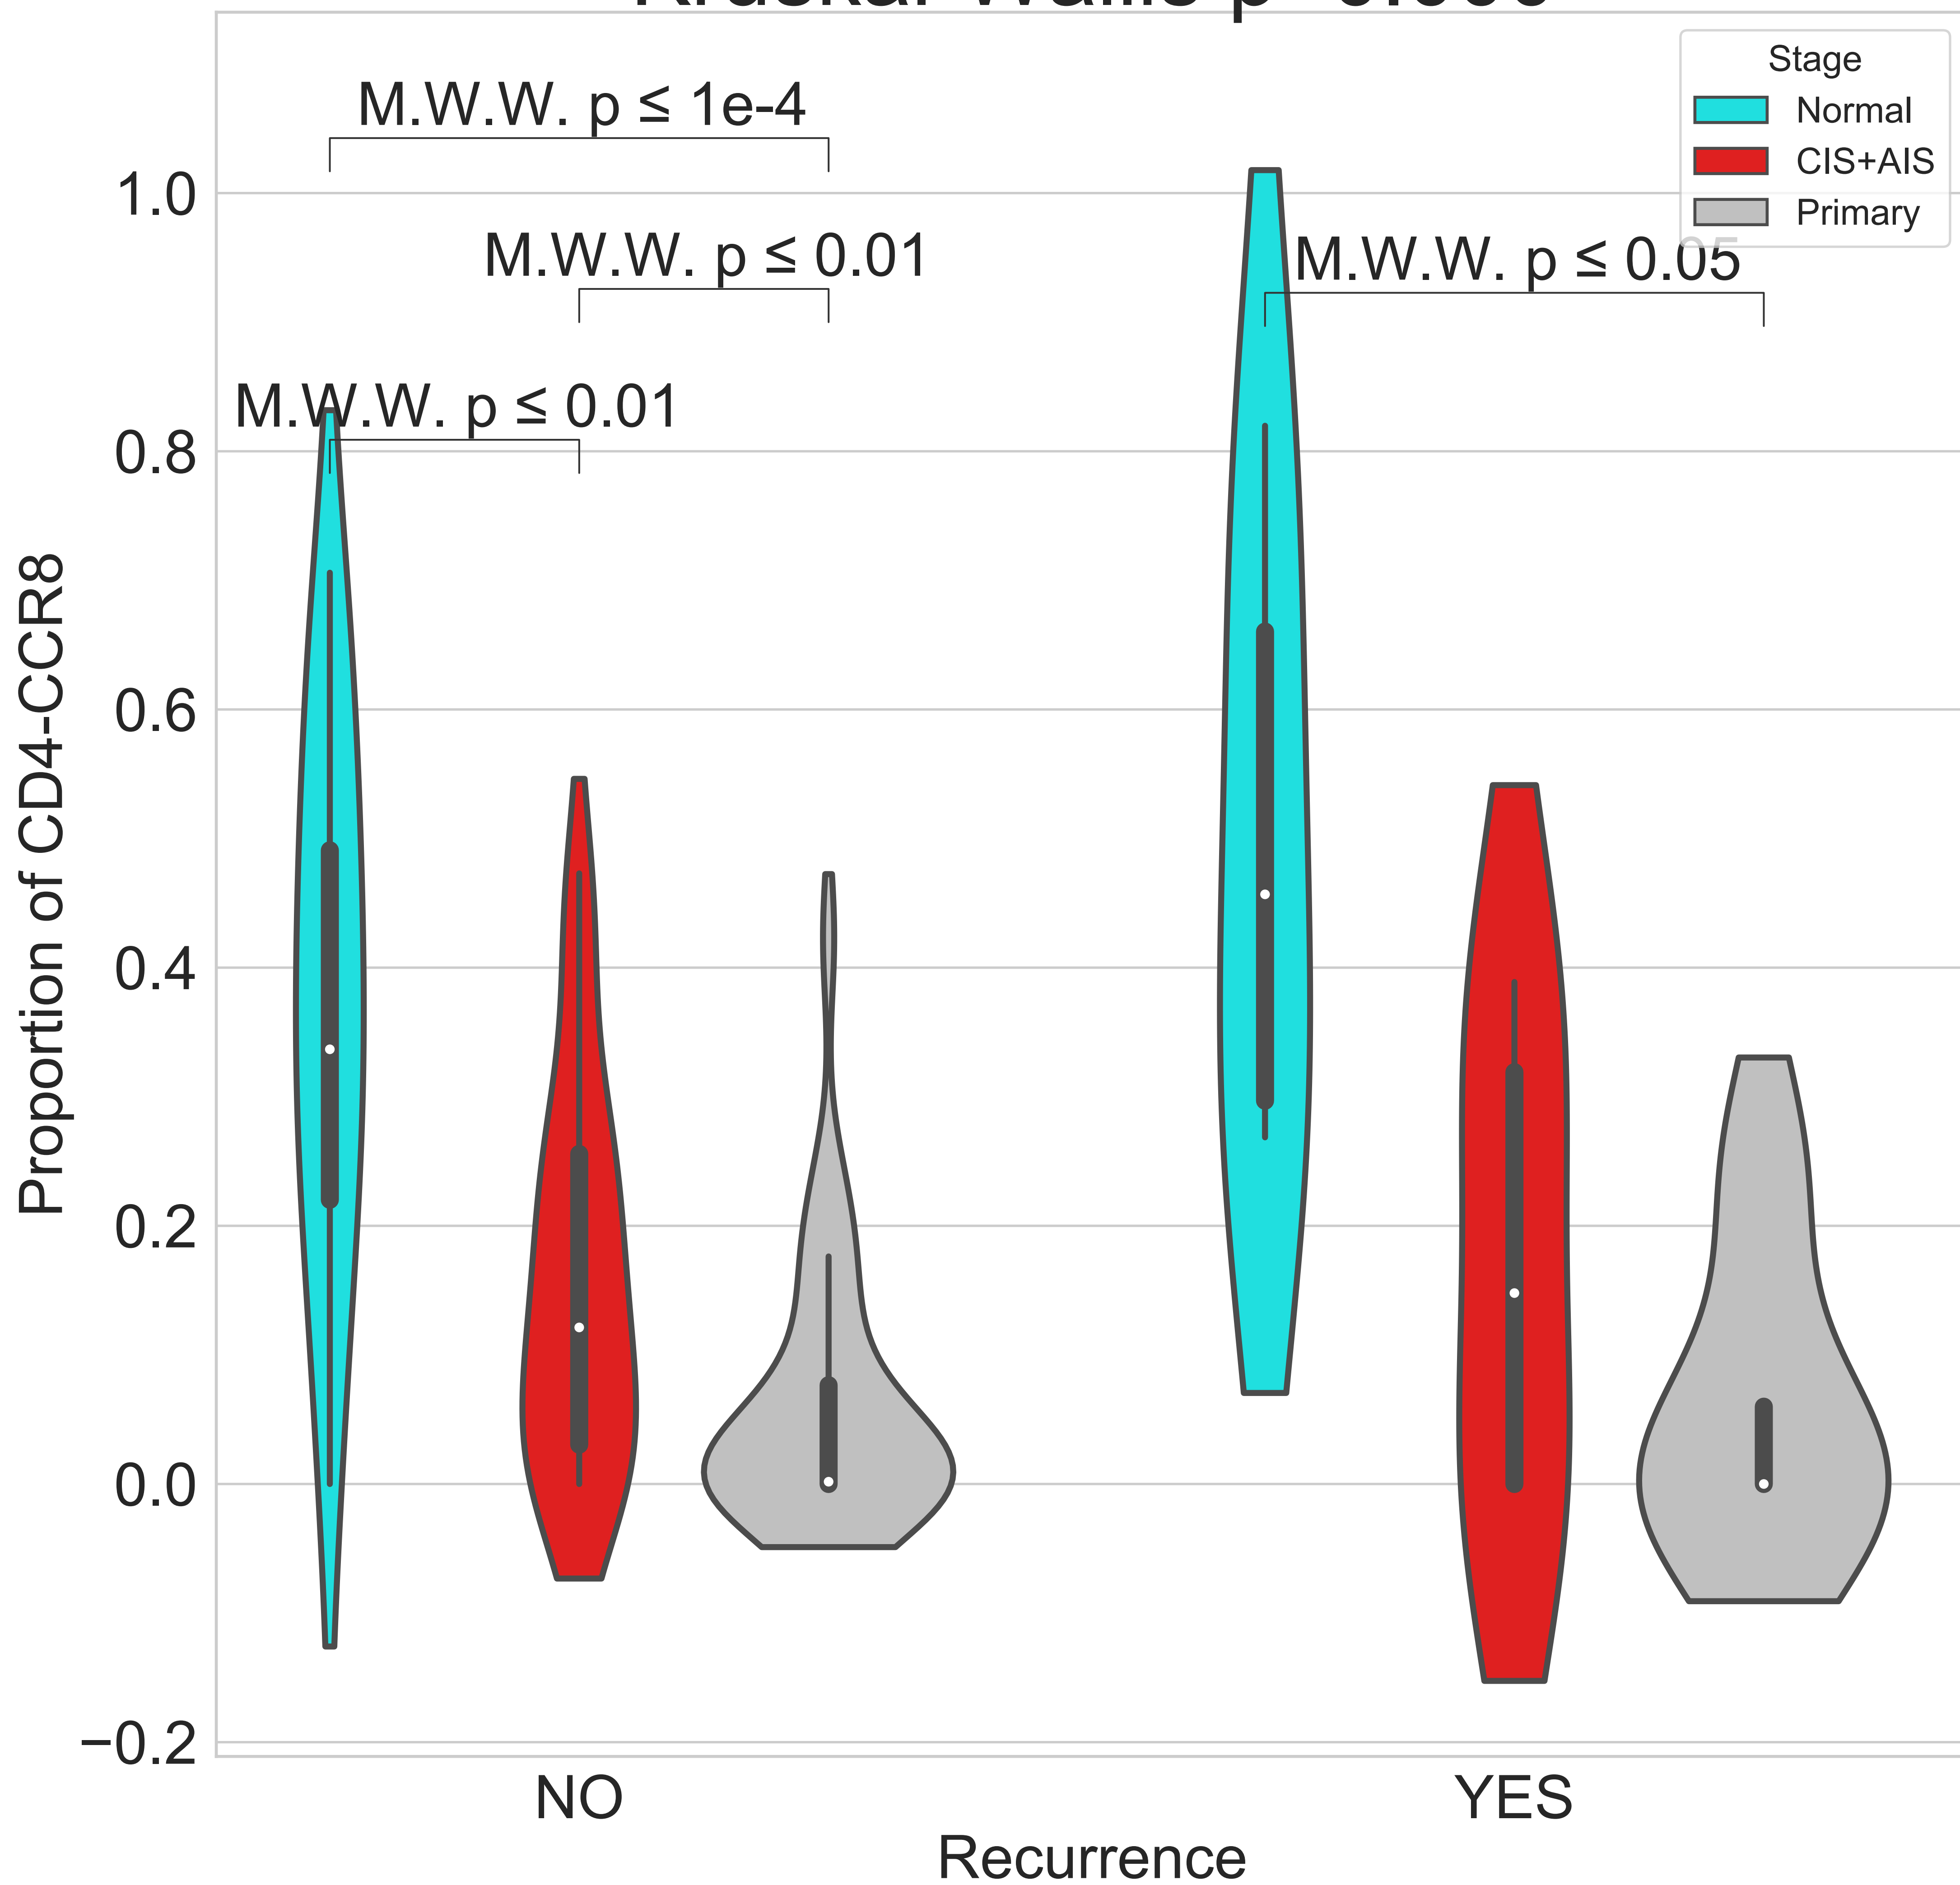 Stage
Normal
CIS+AIS
Primary
M.W.W. p ≤ 1e-4
M.W.W. p ≤ 0.01
M.W.W. p ≤ 0.05
M.W.W. p ≤ 0.01
1.0
0.8
0.6
0.4
0.2
0.0
−0.2
Proportion of CD4-CCR8
NO
YES
Recurrence